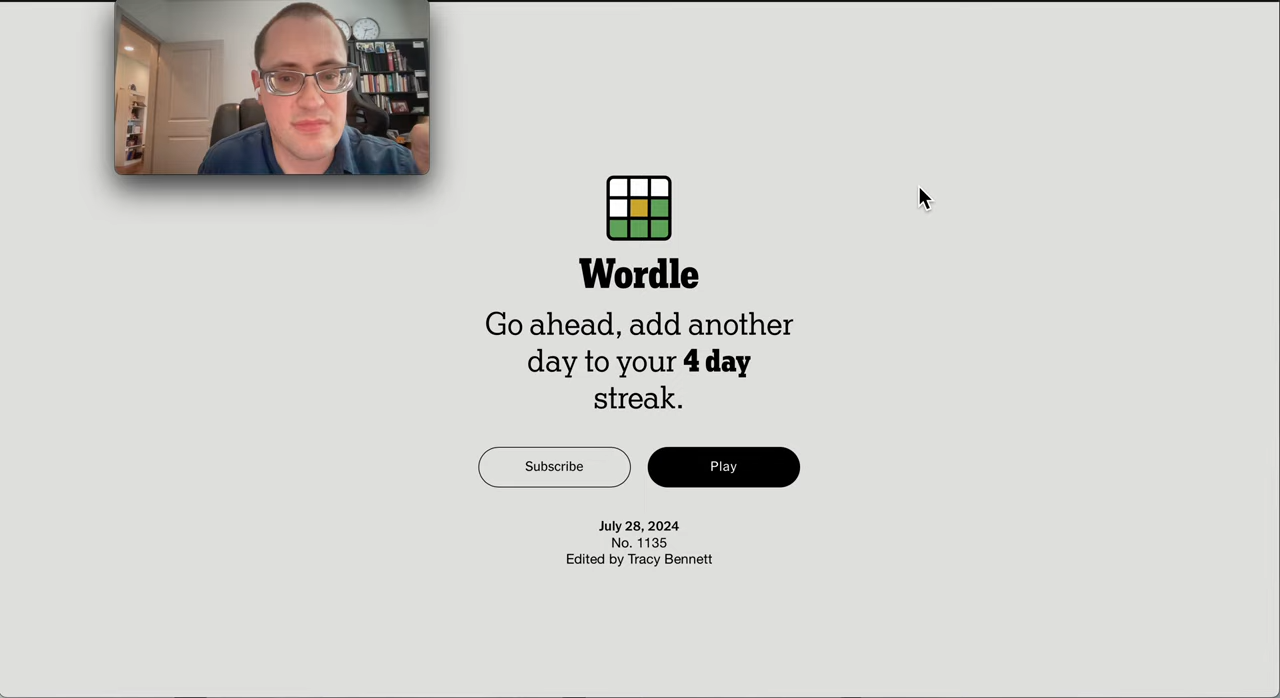 Wordle
Go ahead, add another
day to your 4 day
streak.
Subscribe
Play
July 28, 2024
No. 1135
Edited by Tracy Bennett